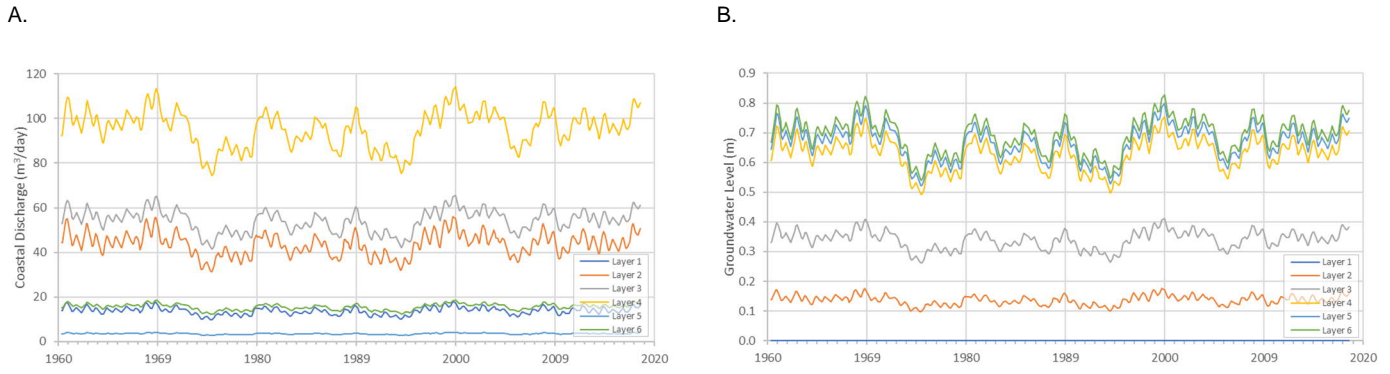 A.
B.
120
100
80
60
40
20
0
Coastal Discharge (m³/day)
1960
1969
1980
1989
2000
2009
2020
Layer 1
Layer 2
Layer 3
Layer 4
Layer 5
Layer 6
0.9
0.8
0.7
0.6
0.5
0.4
0.3
0.2
0.1
0.0
Groundwater Level (m)
1960
1969
1980
1989
2000
2009
2020
Layer 1
Layer 2
Layer 3
Layer 4
Layer 5
Layer 6